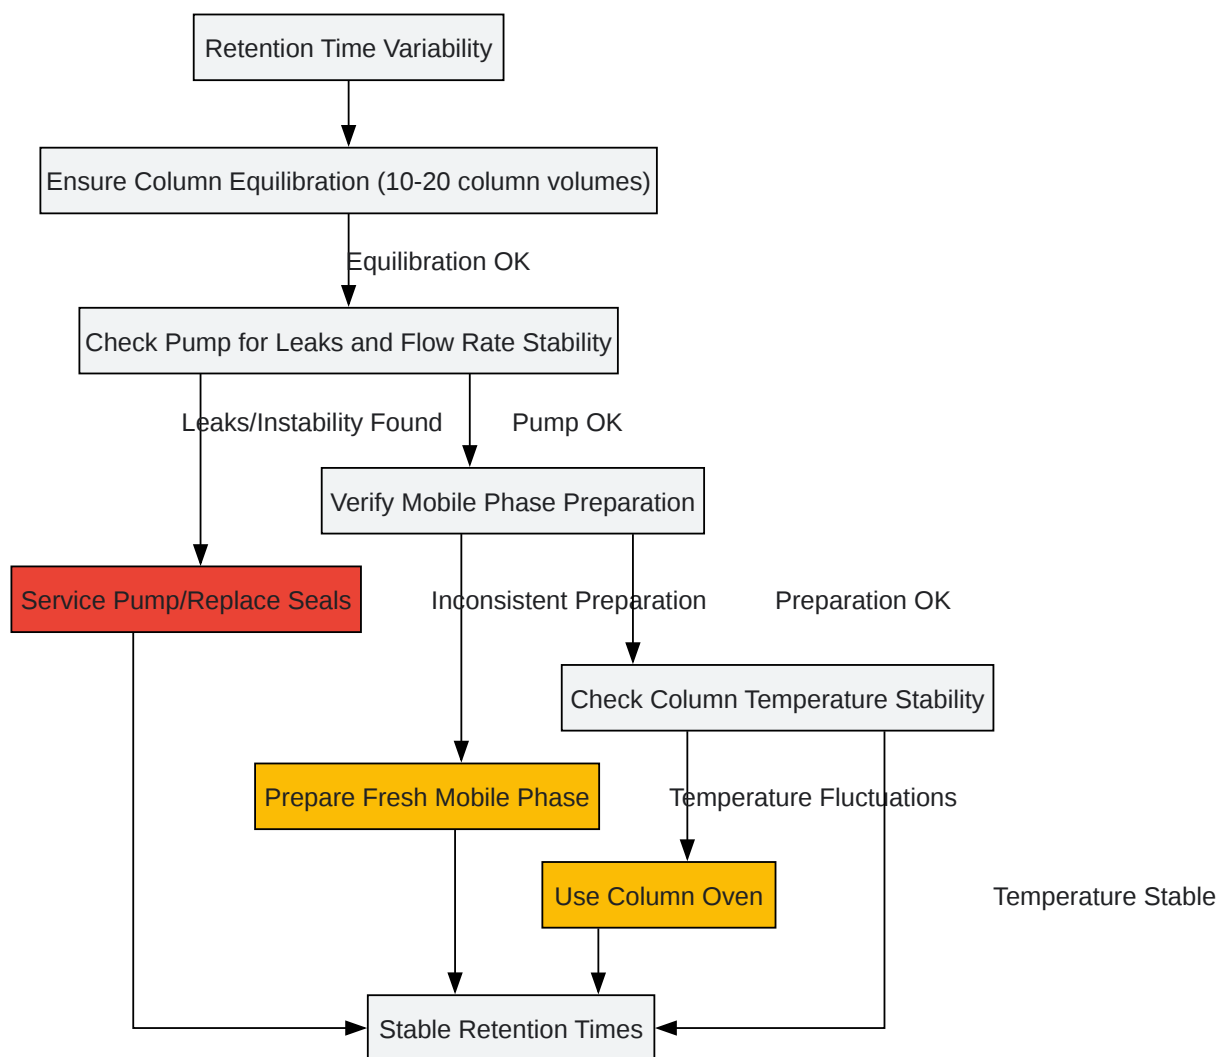 Retention Time Variability
Ensure Column Equilibration (10-20 column volumes)
Equilibration OK
Check Pump for Leaks and Flow Rate Stability
Leaks/Instability Found
Pump OK
Verify Mobile Phase Preparation
Service Pump/Replace Seals
Inconsistent Preparation
Preparation OK
Check Column Temperature Stability
Prepare Fresh Mobile Phase
Temperature Fluctuations
Use Column Oven
Temperature Stable
Stable Retention Times